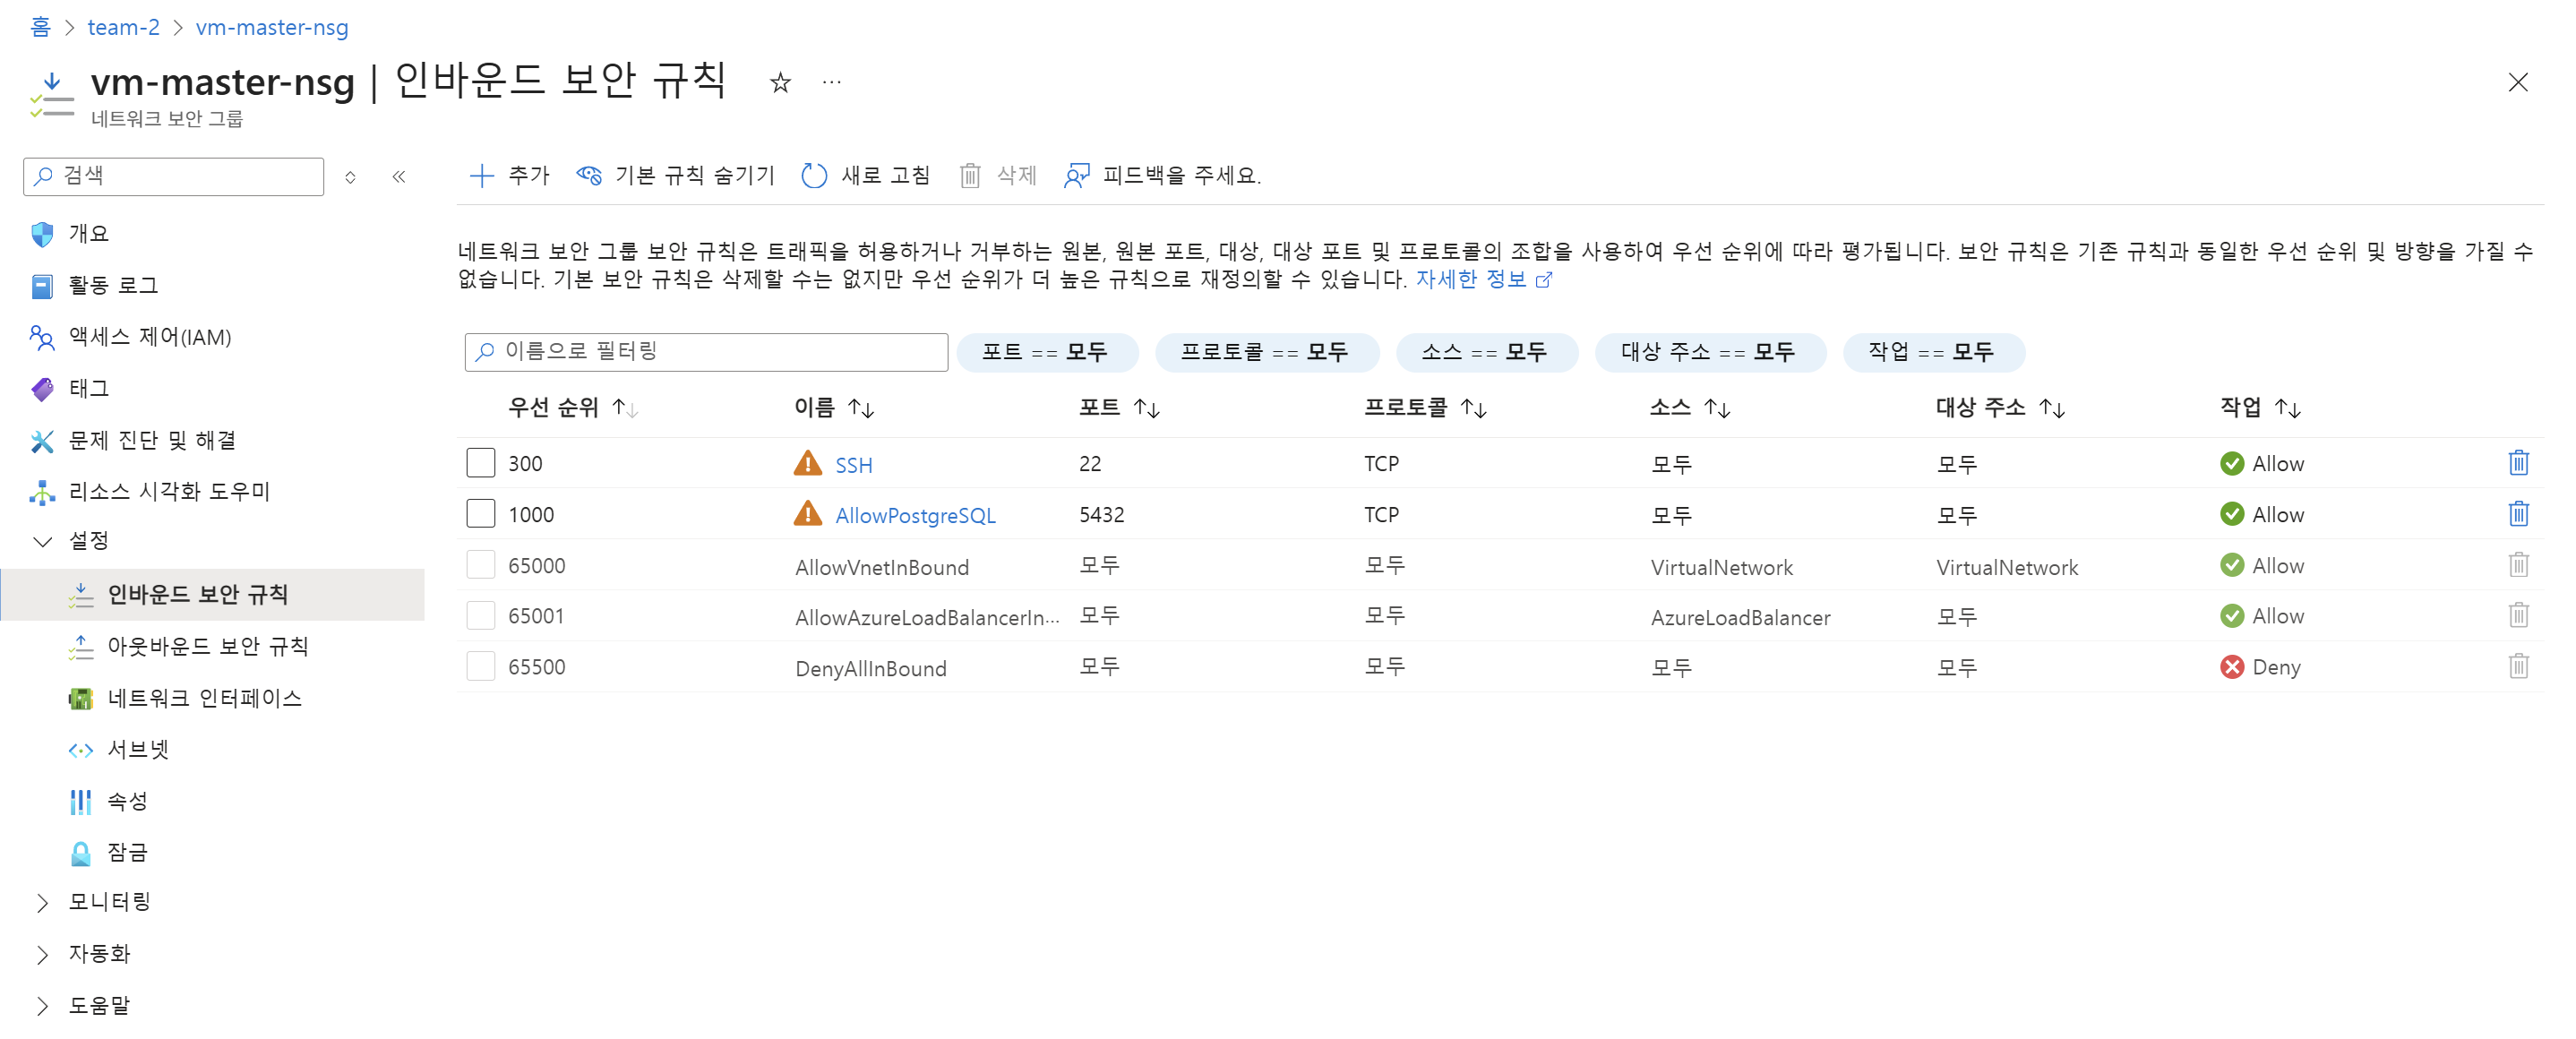 홈 > team-2 > vm-master-nsg
vm-master-nsg | 인바운드 보안 규칙
네트워크 보안 그룹
검색
추가 기본 규칙 숨기기 새로 고침 삭제 피드백을 주세요.
개요
활동 로그
액세스 제어(IAM)
태그
문제 진단 및 해결
리소스 시각화 도우미
설정
인바운드 보안 규칙
아웃바운드 보안 규칙
네트워크 인터페이스
서브넷
속성
잠금
모니터링
자동화
도움말
네트워크 보안 그룹 보안 규칙은 트래픽을 허용하거나 거부하는 원본, 원본 포트, 대상, 대상 포트 및 프로토콜의 조합을 사용하여 우선 순위에 따라 평가됩니다. 보안 규칙은 기존 규칙과 동일한 우선 순위 및 방향을 가질 수
없습니다. 기본 보안 규칙은 삭제할 수는 없지만 우선 순위가 더 높은 규칙으로 재정의할 수 있습니다. 자세한 정보
이름으로 필터링 포트 == 모두 프로토콜 == 모두 소스 == 모두 대상 주소 == 모두 작업 == 모두
우선 순위 이름 포트 프로토콜 소스 대상 주소 작업
300 SSH 22 TCP 모두 모두 Allow
1000 AllowPostgreSQL 5432 TCP 모두 모두 Allow
65000 AllowVnetInBound 모두 모두 VirtualNetwork VirtualNetwork Allow
65001 AllowAzureLoadBalancerIn... 모두 모두 AzureLoadBalancer 모두 Allow
65500 DenyAllInBound 모두 모두 모두 모두 Deny